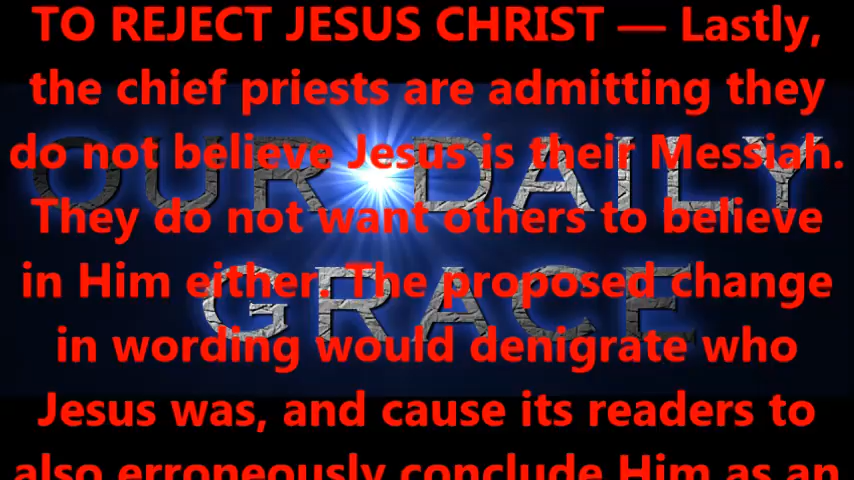 TO REJECT JESUS CHRIST — Lastly,
the chief priests are admitting they
do not believe Jesus is their Messiah.
They do not want others to believe
in Him either. The proposed change
in wording would denigrate who
Jesus was, and cause its readers to
also erroneously conclude Him as an
OUR DAILY
GRACE